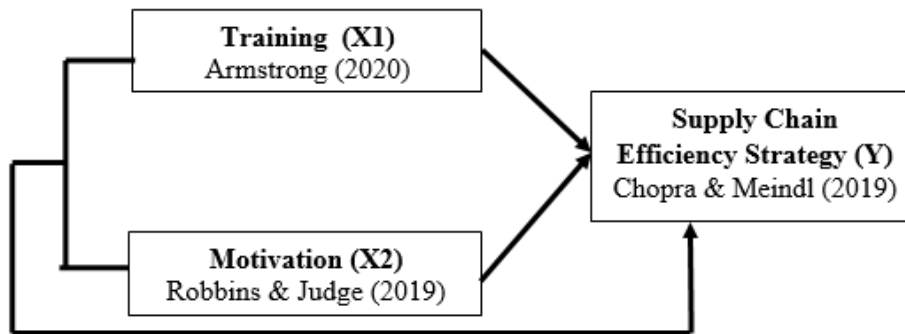 Training (X1)
Armstrong (2020)
Supply Chain
Efficiency Strategy (Y)
Chopra & Meindl (2019)
Motivation (X2)
Robbins & Judge (2019)